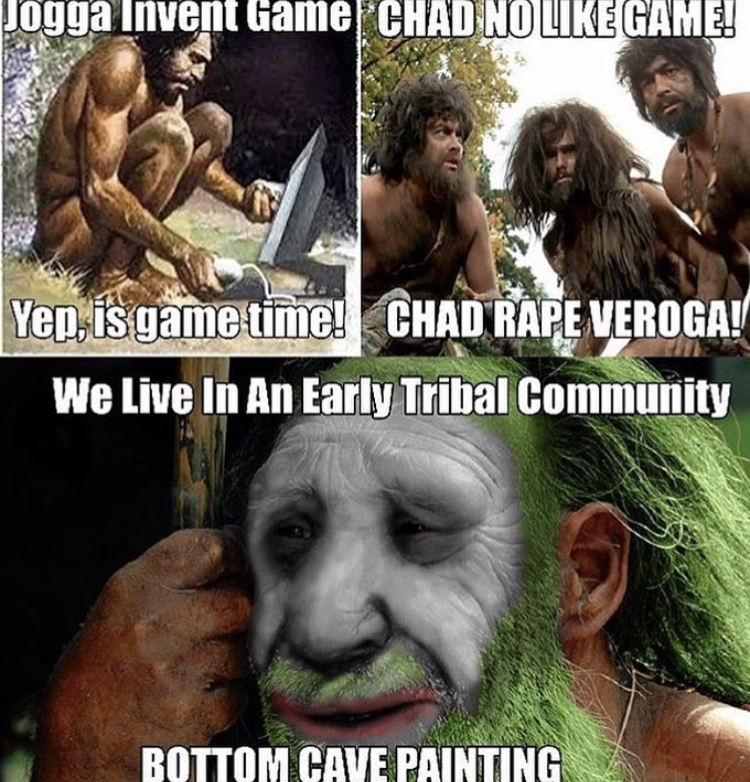 Jogga Invent Game
Yep, is game time!
CHAD NO LIKE GAME!
CHAD RAPE VEROGA!
We Live In An Early Tribal Community
BOTTOM CAVE PAINTING